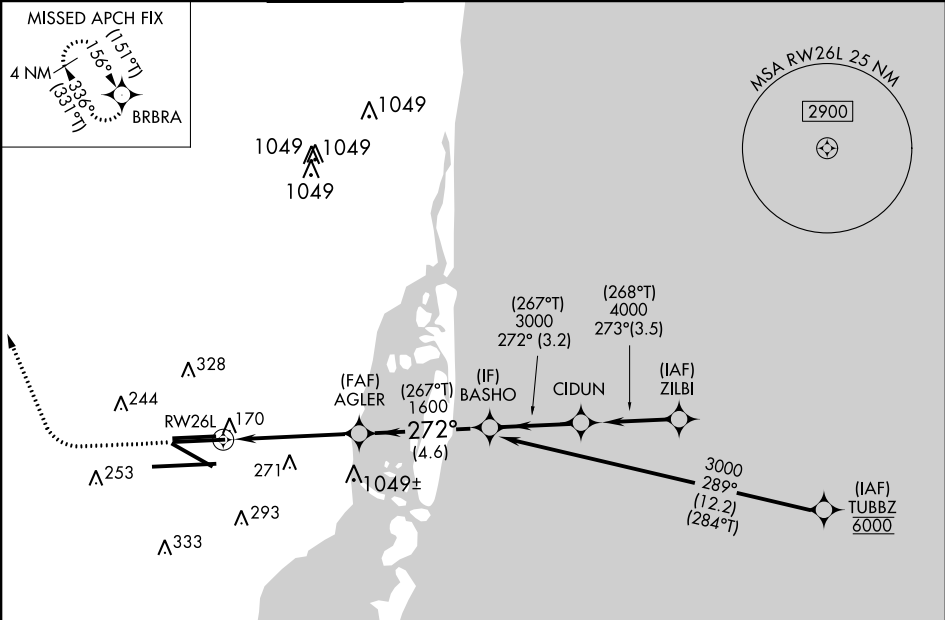 MISSED APCH FIX
(151°T)
156°
4 NM
336°
(331°T)
BRBRA
1049
1049
1049
1049
MSA RW26L 25 NM
2900
(267°T)
3000
272° (3.2)
(268°T)
4000
273°(3.5)
(FAF)
AGLER
(267°T)
1600
272°
(4.6)
(IF)
BASHO
CIDUN
(IAF)
ZILBI
328
244
RW26L
170
253
271
1049±
293
333
3000
289°
(12.2)
(284°T)
(IAF)
TUBBZ
6000